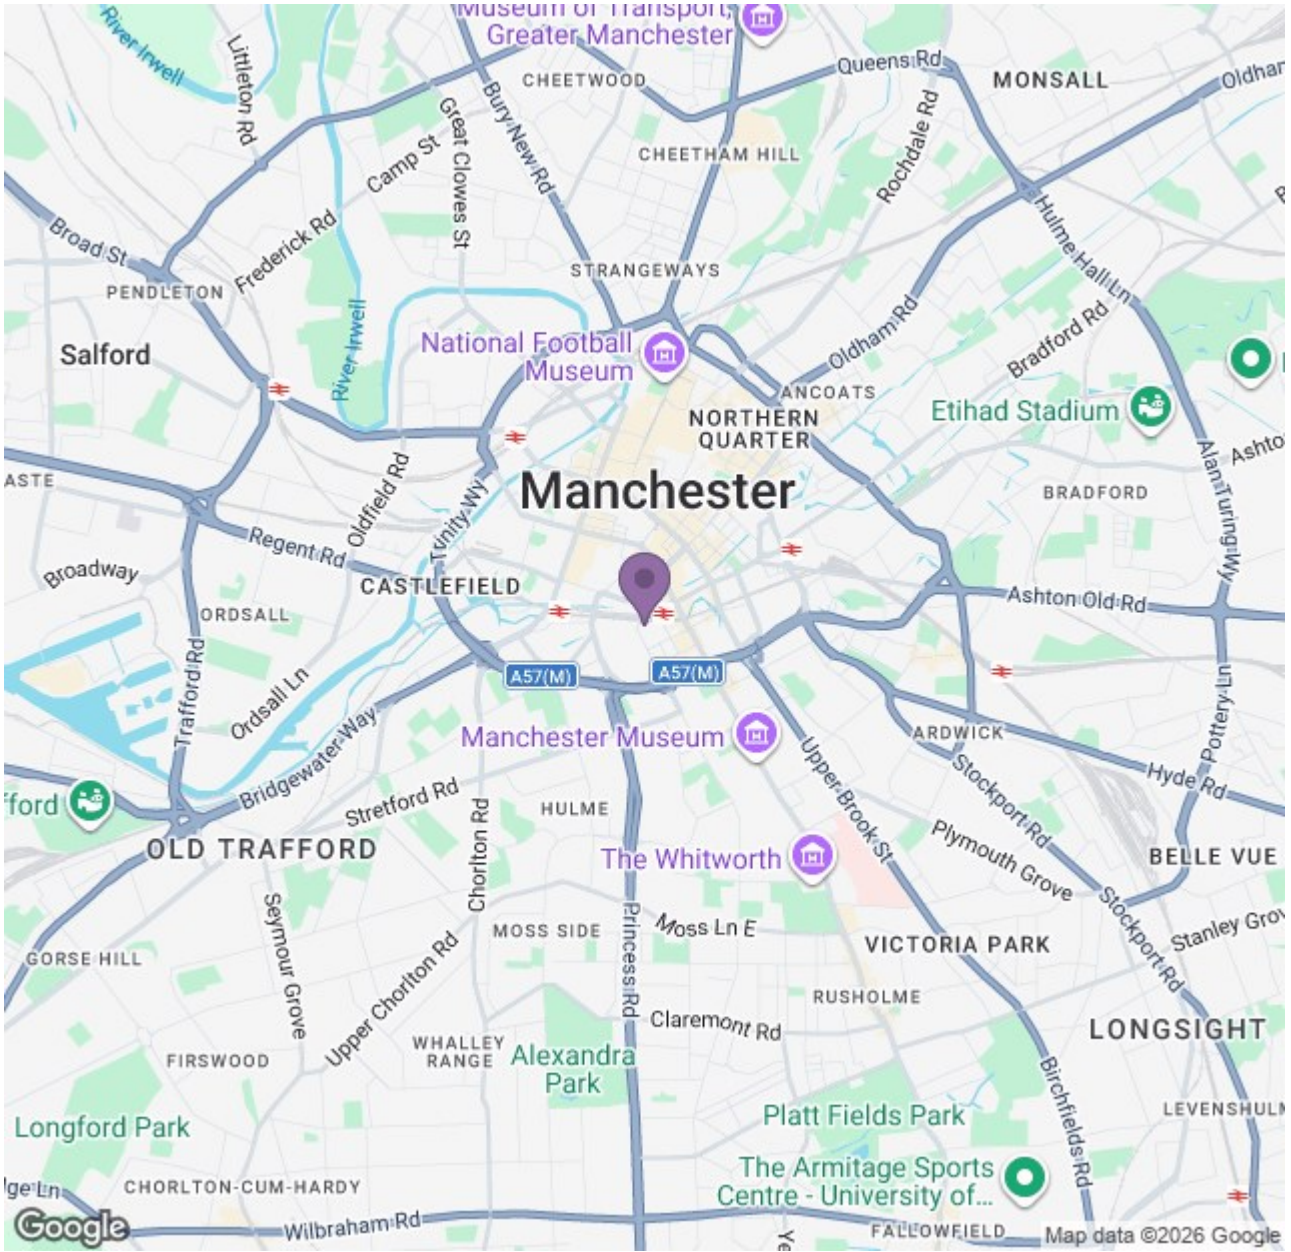 Museum of Transport,
Greater Manchester
River Irwell
Littleton Rd
CHEETWOOD
Queens Rd
MONSALL
Bury New Rd
Great Clowes St
Camp St
CHEETHAM HILL
Rochdale Rd
Broad St
Frederick Rd
Hulme Hall Ln
PENDLETON
STRANGEWAYS
Salford
River Irwell
National Football
Museum
Oldham Rd
Bradford Rd
ANCOATS
NORTHERN
QUARTER
Etihad Stadium
Alan Turing Wy
Oldfield Rd
Manchester
BRADFORD
Regent Rd
Broadway
CASTLEFIELD
Ashton Old Rd
ORDSALL
Trafford Rd
Ordsall Ln
A57(M)
A57(M)
Pottery Ln
Bridgewater Way
Manchester Museum
Upper Brook St
ARDWICK
Hyde Rd
Stretford Rd
HULME
Stockport Rd
Chorlton Rd
OLD TRAFFORD
The Whitworth
Plymouth Grove
BELLE VUE
Seymour Grove
MOSS SIDE
Princess Rd
Moss Ln E
VICTORIA PARK
Stockport Rd
GORSE HILL
Upper Chorlton Rd
RUSHOLME
Claremont Rd
LONGSIGHT
FIRSWOOD
WHALLEY
RANGE
Alexandra
Park
Birchfields Rd
Longford Park
Platt Fields Park
The Armitage Sports
Centre - University of...
CHORLTON-CUM-HARDY
Wilbraham Rd
FALLOWFIELD
Google
Map data ©2026 Google